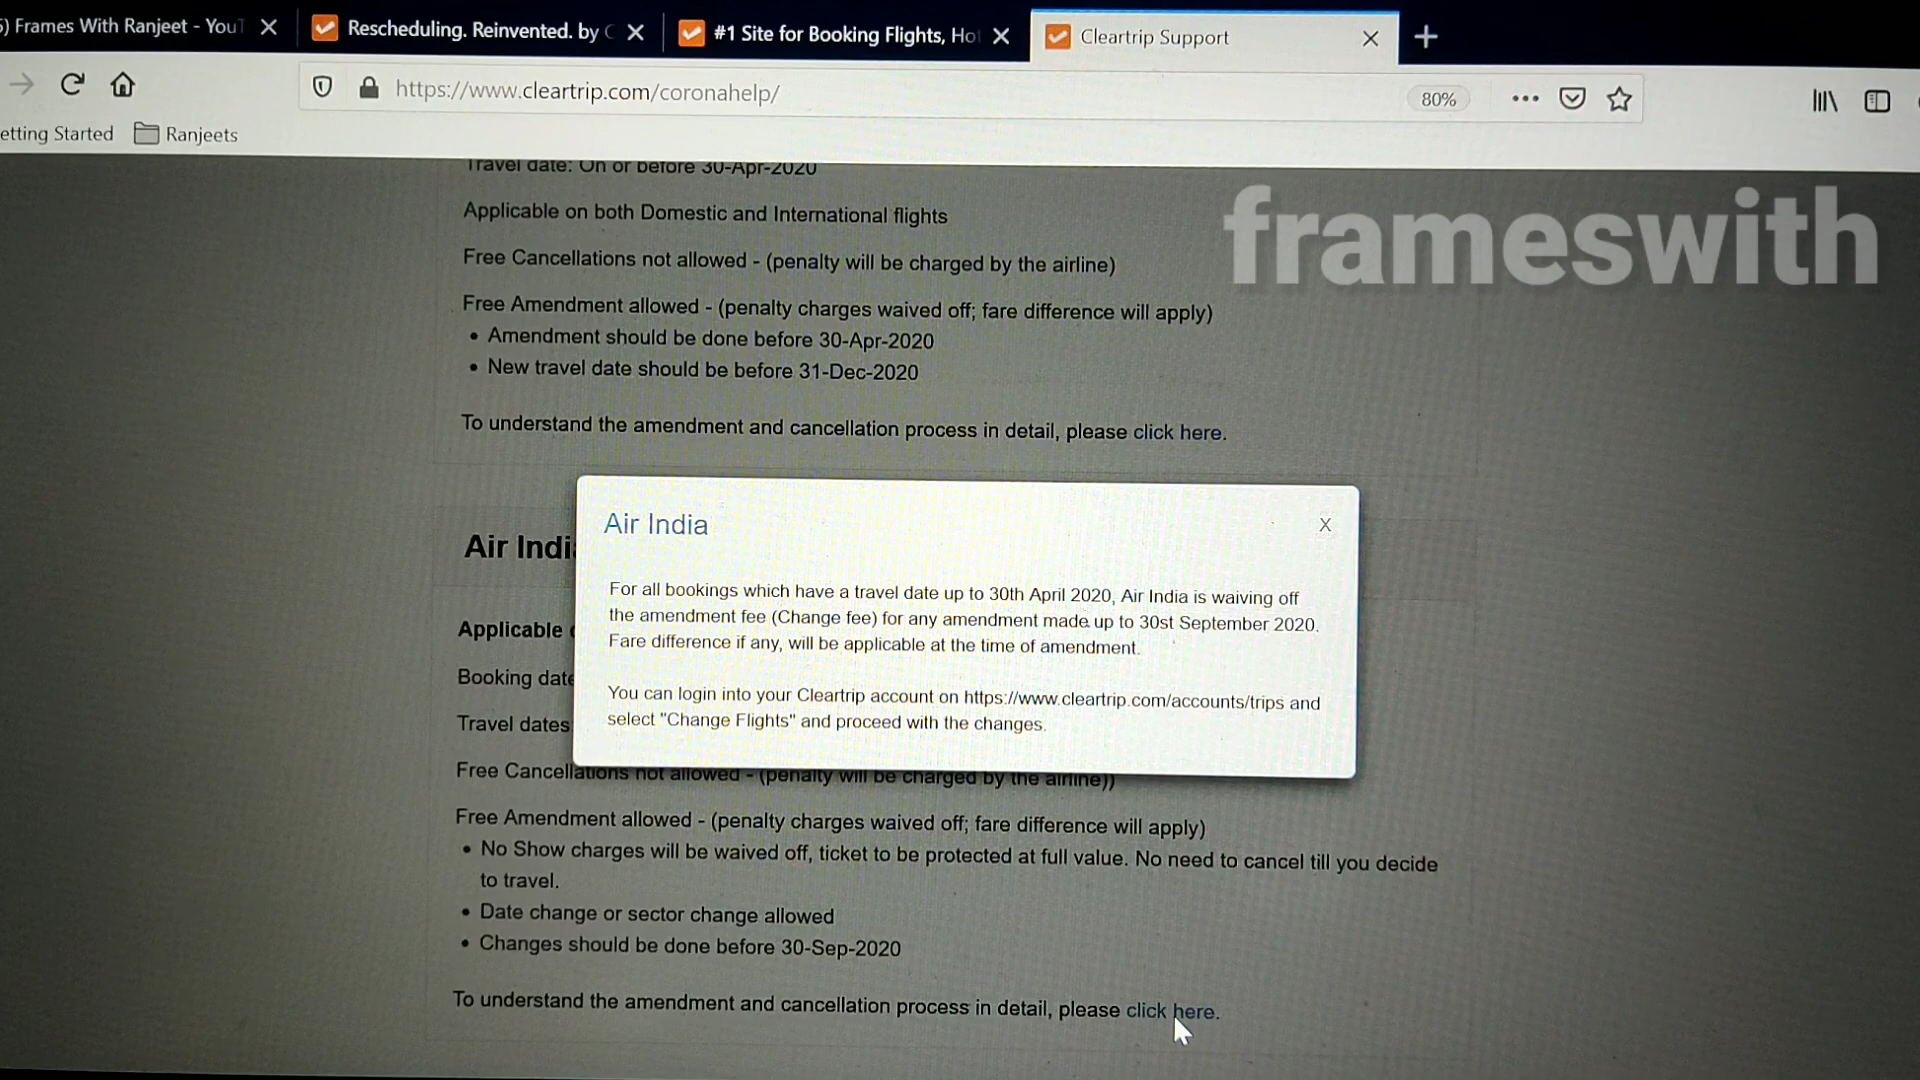 ) Frames With Ranjeet - YouT
Rescheduling. Reinvented. by C
#1 Site for Booking Flights, Ho
Cleartrip Support
https://www.cleartrip.com/coronahelp/
80%
etting Started
Ranjeets
Travel date: On or before 30-Apr-2020
frameswith
Applicable on both Domestic and International flights
Free Cancellations not allowed - (penalty will be charged by the airline)
Free Amendment allowed - (penalty charges waived off; fare difference will apply)
• Amendment should be done before 30-Apr-2020
• New travel date should be before 31-Dec-2020
To understand the amendment and cancellation process in detail, please click here.
Air India
X
For all bookings which have a travel date up to 30th April 2020, Air India is waiving off
the amendment fee (Change fee) for any amendment made up to 30st September 2020.
Fare difference if any, will be applicable at the time of amendment.
You can login into your Cleartrip account on https://www.cleartrip.com/accounts/trips and
select "Change Flights" and proceed with the changes.
Air Indi
Applicable
Booking date
Travel dates
Free Cancellations not allowed - (penalty will be charged by the airline))
Free Amendment allowed - (penalty charges waived off; fare difference will apply)
• No Show charges will be waived off, ticket to be protected at full value. No need to cancel till you decide
to travel.
• Date change or sector change allowed
• Changes should be done before 30-Sep-2020
To understand the amendment and cancellation process in detail, please click here.